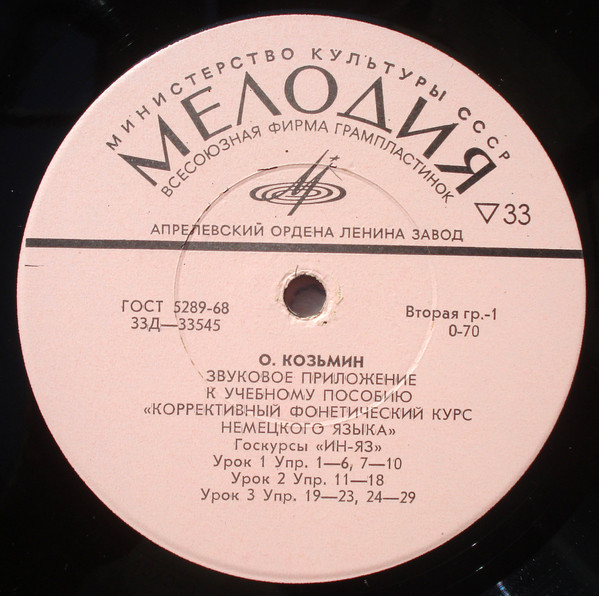 МИНИСТЕРСТВО КУЛЬТУРЫ СССР
МЕЛОДИЯ
ВСЕСОЮЗНАЯ ФИРМА ГРАМПЛАСТИНОК
▽33
АПРЕЛЕВСКИЙ ОРДЕНА ЛЕНИНА ЗАВОД
ГОСТ 5289-68
33Д—33545
Вторая гр.-1
0-70
О. КОЗЬМИН
ЗВУКОВОЕ ПРИЛОЖЕНИЕ
К УЧЕБНОМУ ПОСОБИЮ
«КОРРЕКТИВНЫЙ ФОНЕТИЧЕСКИЙ КУРС
НЕМЕЦКОГО ЯЗЫКА»
Госкурсы «ИН-ЯЗ»
Урок 1 Упр. 1—6, 7—10
Урок 2 Упр. 11—18
Урок 3 Упр. 19—23, 24—29